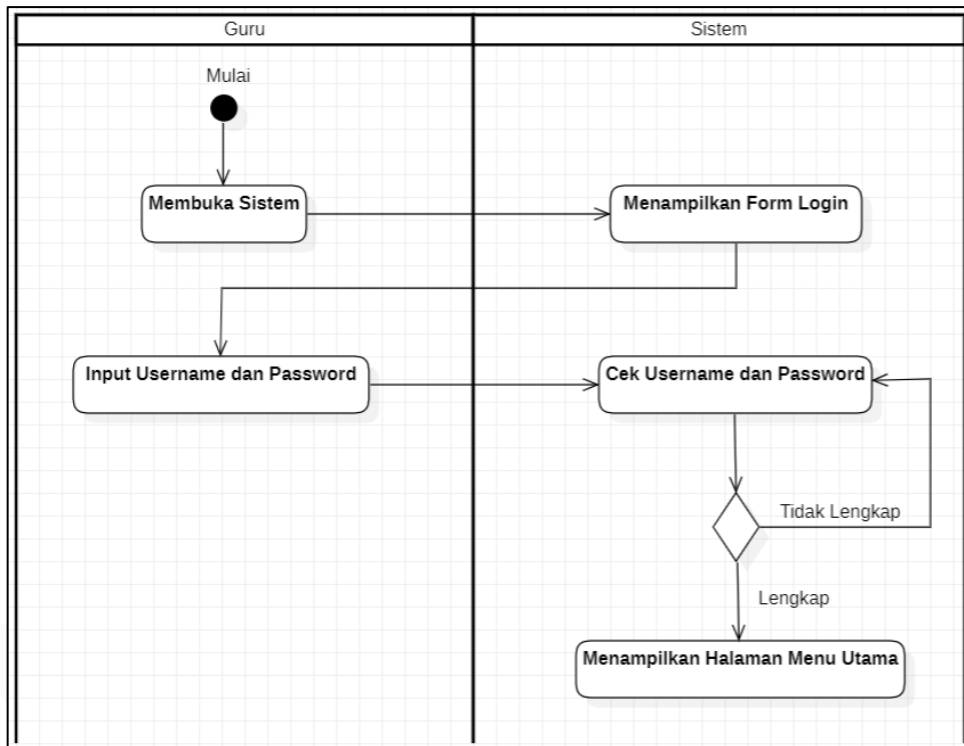 Guru
Sistem
Mulai
Membuka Sistem
Menampilkan Form Login
Input Username dan Password
Cek Username dan Password
Tidak Lengkap
Lengkap
Menampilkan Halaman Menu Utama